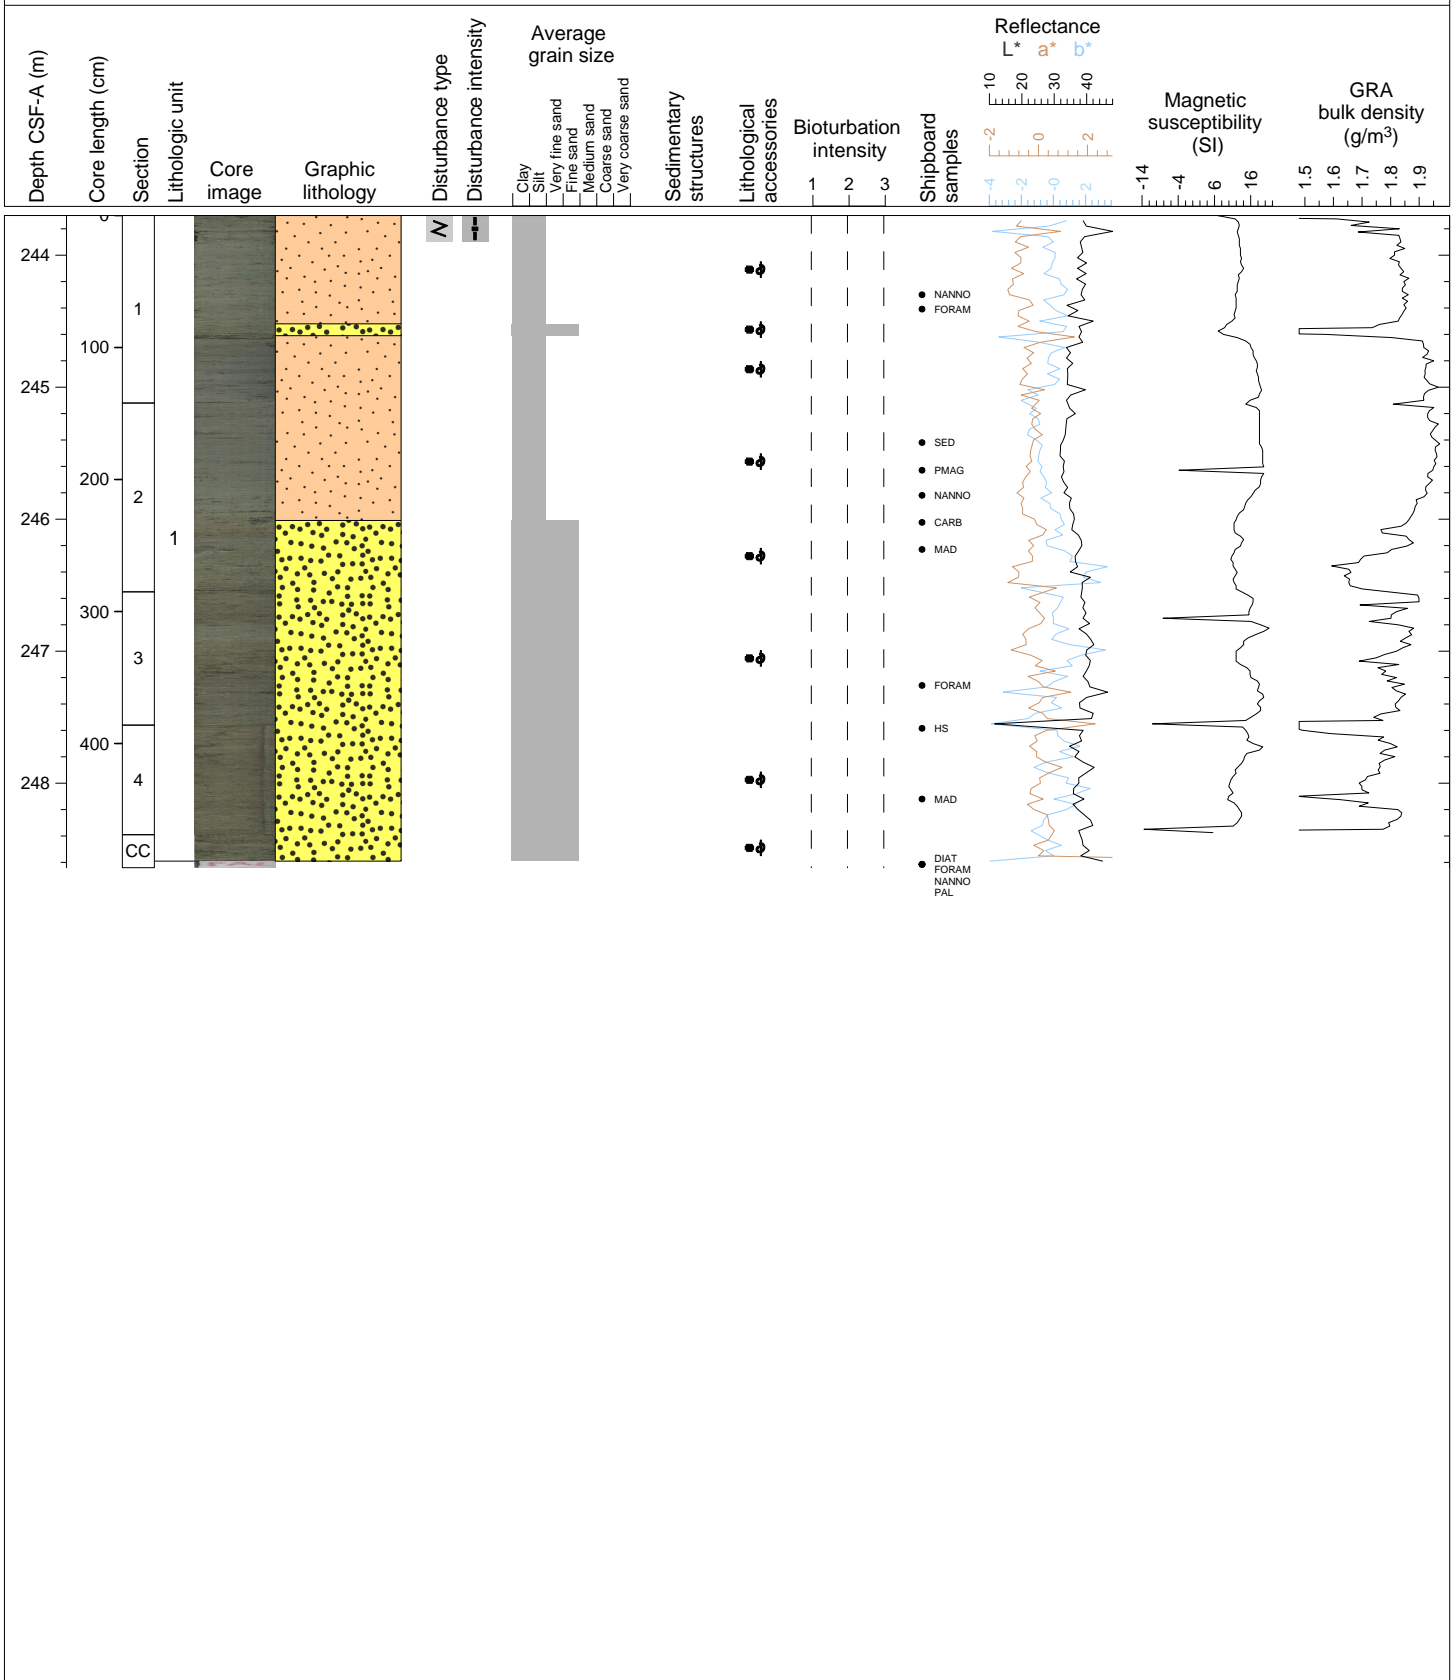 Depth CSF-A (m)
Core length (cm)
Section
Lithologic unit
Core
image
Graphic
lithology
Disturbance type
Disturbance intensity
Average
grain size
Clay
Silt
Very fine sand
Fine sand
Medium sand
Coarse sand
Very coarse sand
Sedimentary
structures
Lithological
accessories
Bioturbation
intensity
1 2 3
Shipboard
samples
Reflectance
L* a* b*
10 20 30 40
-2 0 2
-4 -2 -0 2
Magnetic
susceptibility
(SI)
-14 -4 6 16
GRA
bulk density
(g/m3)
1.5 1.6 1.7 1.8 1.9
0
244
1
NANNO
FORAM
100
245
SED
PMAG
200
2
NANNO
246
CARB
1
MAD
300
247
3
FORAM
HS
400
248
4
MAD
CC
DIAT
FORAM
NANNO
PAL
PAL